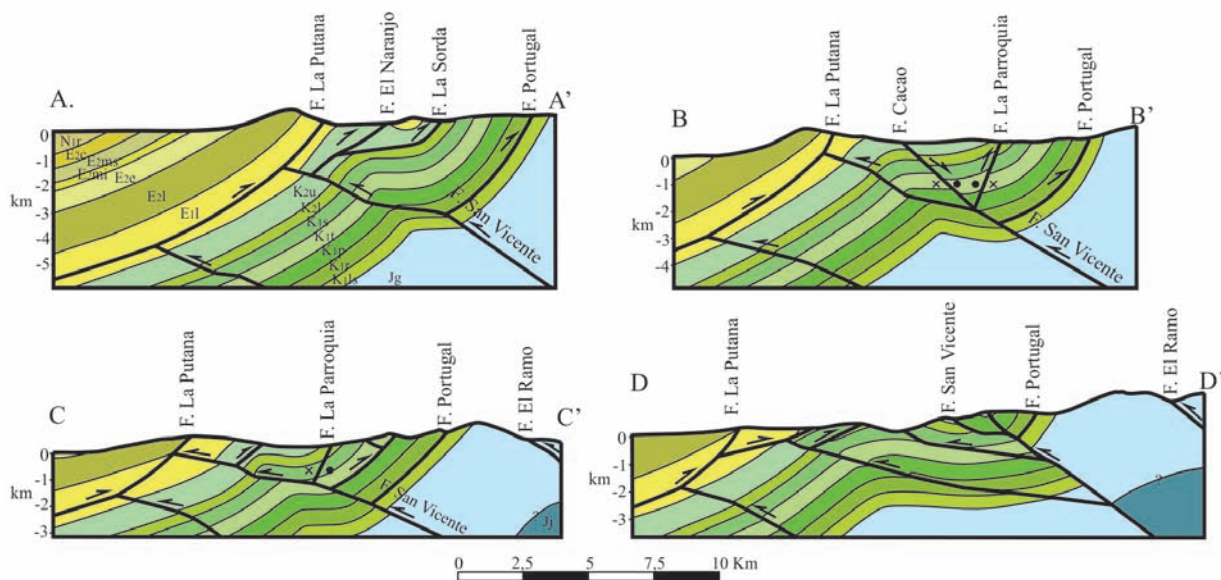 A.
F. La Putana
F. El Naranjo
F. La Sorda
F. Portugal
A'
0
-1
-2
km
-3
-4
-5
N1r
E2c
E2ms
E2mi
E2e
E2l
E1l
K2u
K2l
K1s
K1t
K1p
K1r
K1ls
Jg
F. San Vicente
B
F. La Putana
F. Cacao
F. La Parroquia
F. Portugal
B'
0
-1
km
-2
-3
-4
F. San Vicente
C
F. La Putana
F. La Parroquia
F. Portugal
F. El Ramo
C'
0
-1
km
-2
-3
F. San Vicente
? Jj
D
F. La Putana
F. San Vicente
F. Portugal
F. El Ramo
D'
0
-1
km
-2
-3
?
0 2,5 5 7,5 10 Km